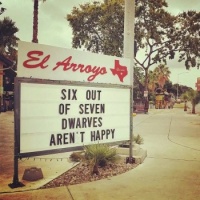 El Arroyo
SIX OUT
OF SEVEN
DWARVES
AREN'T HAPPY